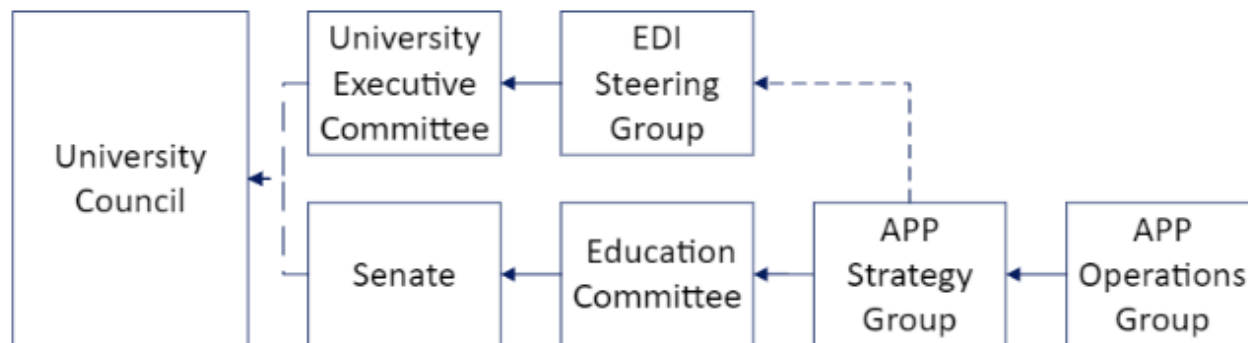 University
Council
University
Executive
Committee
EDI
Steering
Group
Senate
Education
Committee
APP
Strategy
Group
APP
Operations
Group